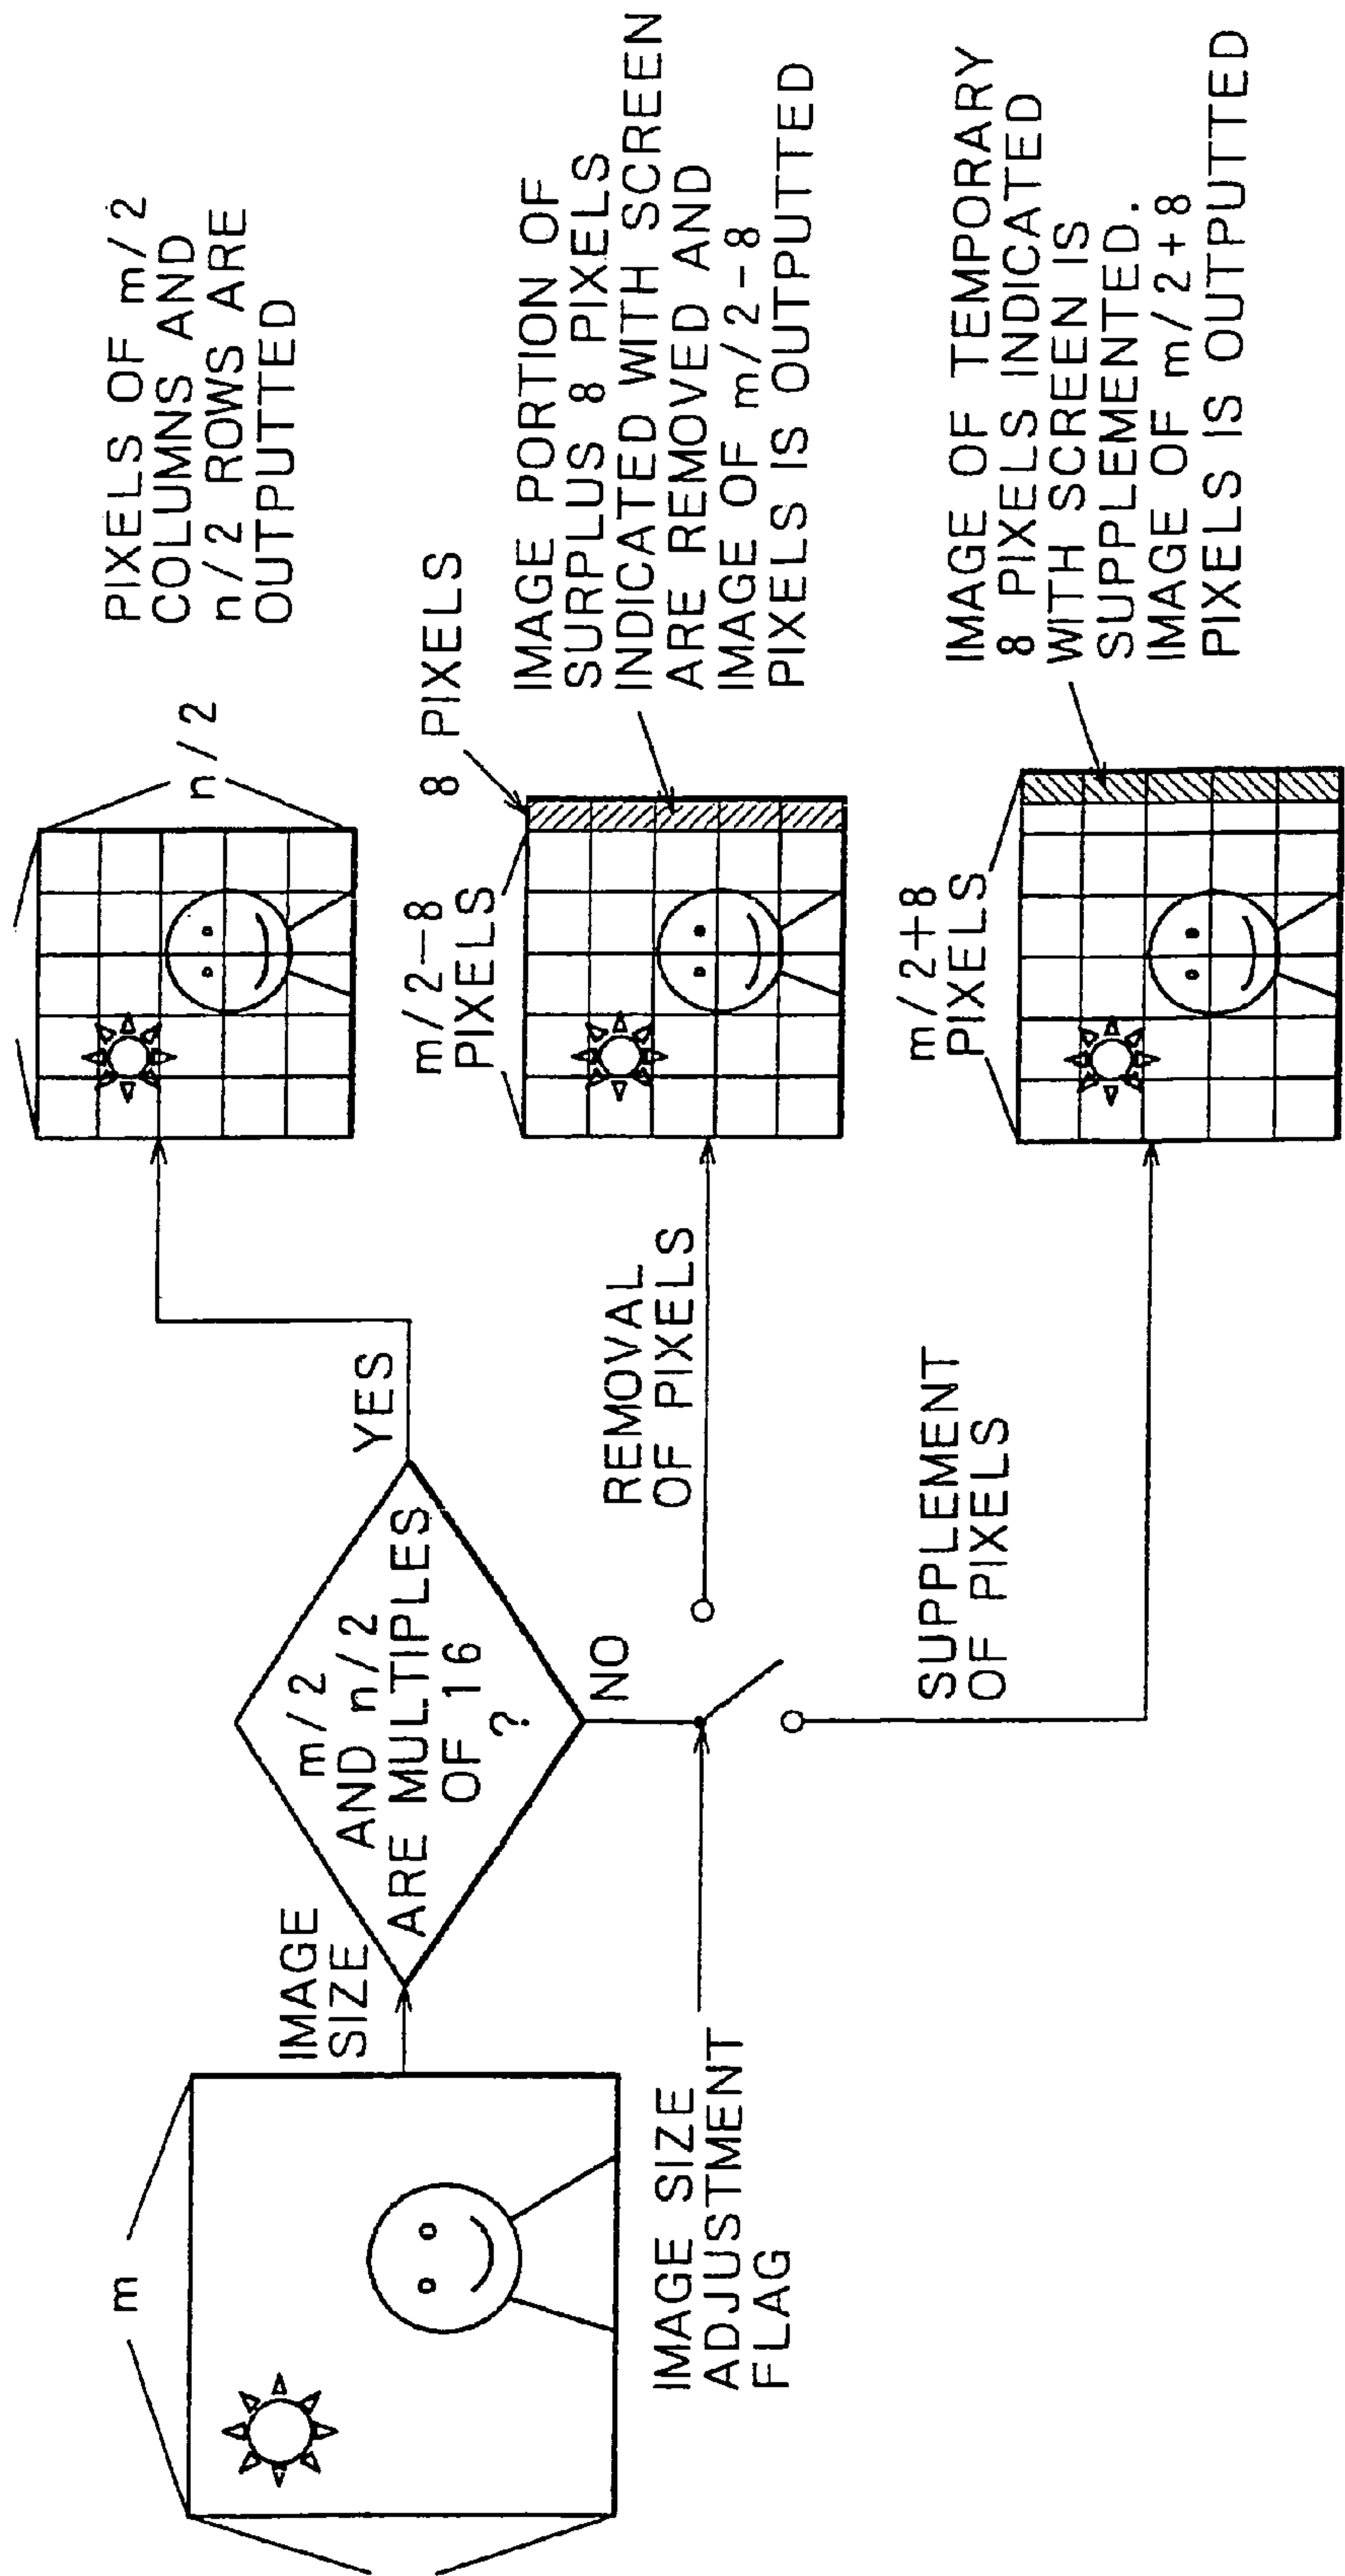 m
IMAGE
SIZE
m/2
AND n/2
ARE MULTIPLES
OF 16
?
YES
NO
IMAGE SIZE
ADJUSTMENT
FLAG
REMOVAL
OF PIXELS
SUPPLEMENT
OF PIXELS
n/2
PIXELS OF m/2
COLUMNS AND
n/2 ROWS ARE
OUTPUTTED
m/2-8
PIXELS
8 PIXELS
IMAGE PORTION OF
SURPLUS 8 PIXELS
INDICATED WITH SCREEN
ARE REMOVED AND
IMAGE OF m/2-8
PIXELS IS OUTPUTTED
m/2+8
PIXELS
IMAGE OF TEMPORARY
8 PIXELS INDICATED
WITH SCREEN IS
SUPPLEMENTED.
IMAGE OF m/2+8
PIXELS IS OUTPUTTED